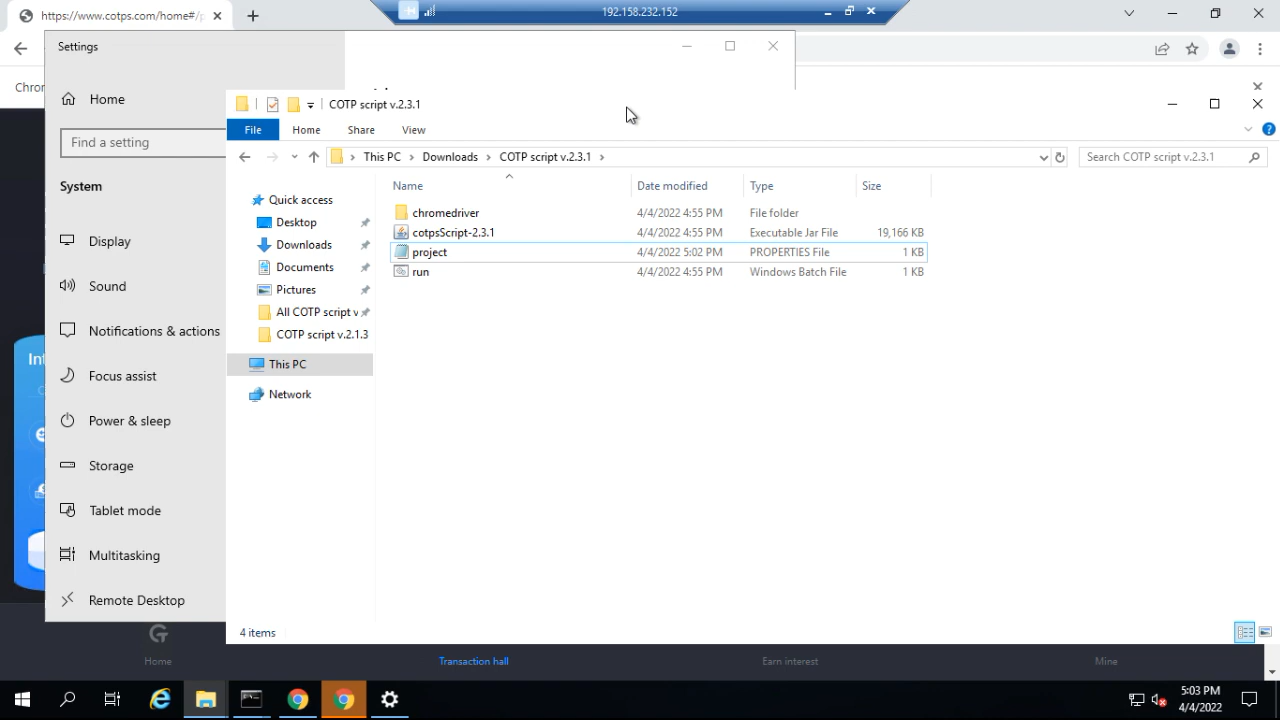 https://www.cotps.com/home#/p
192.158.232.152
Settings
Chron
Home
Find a setting
System
Display
Sound
Notifications & actions
Focus assist
Power & sleep
Storage
Tablet mode
Multitasking
Remote Desktop
COTP script v.2.3.1
File
Home
Share
View
This PC
Downloads
COTP script v.2.3.1
Search COTP script v.2.3.1
Name
Date modified
Type
Size
Quick access
Desktop
Downloads
Documents
Pictures
All COTP script v
COTP script v.2.1.3
This PC
Network
chromedriver 4/4/2022 4:55 PM File folder
cotpsScript-2.3.1 4/4/2022 4:55 PM Executable Jar File 19,166 KB
project 4/4/2022 5:02 PM PROPERTIES File 1 KB
run 4/4/2022 4:55 PM Windows Batch File 1 KB
4 items
Int
Home
Transaction hall
Earn interest
Mine
5:03 PM
4/4/2022